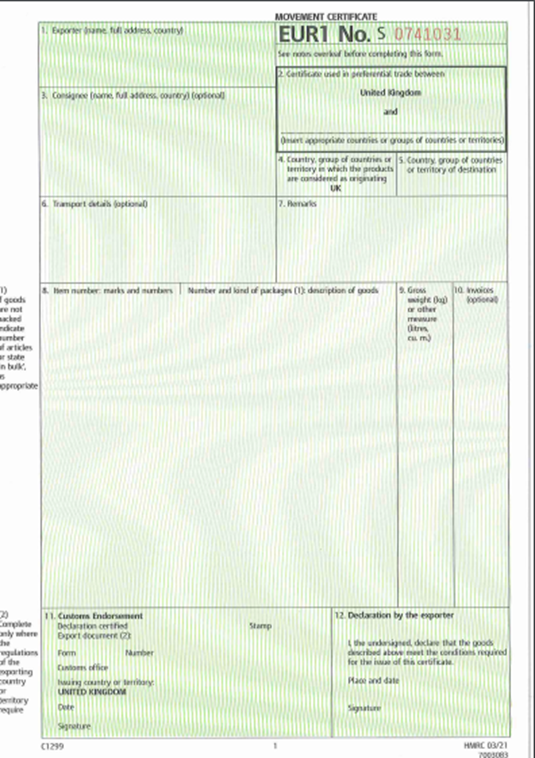 MOVEMENT CERTIFICATE
1. Exporter (name, full address, country)
EUR1 No. S 0741031
See notes overleaf before completing this form.
2. Certificate used in preferential trade between
United Kingdom
and
(Insert appropriate countries or groups of countries or territories)
3. Consignee (name, full address, country) (optional)
4. Country, group of countries or
territory in which the products
are considered as originating
UK
5. Country, group of countries
or territory of destination
6. Transport details (optional)
7. Remarks
8. Item number: marks and numbers
Number and kind of packages (1): description of goods
9. Gross
weight (kg)
or other
measure
(litres,
cu. m.)
10. Invoices
(optional)
1)
f goods
re not
acked
ndicate
umber
f articles
r state
in bulk',
s
appropriate
(2)
Complete
only where
the
regulations
of the
exporting
country
or
territory
require
11. Customs Endorsement
Declaration certified
Export document (2):
Stamp
Form Number
Customs office
Issuing country or territory:
UNITED KINGDOM
Date
Signature
12. Declaration by the exporter
I, the undersigned, declare that the goods
described above meet the conditions required
for the issue of this certificate.
Place and date
Signature
C1299
1
HMRC 03/21
7003083